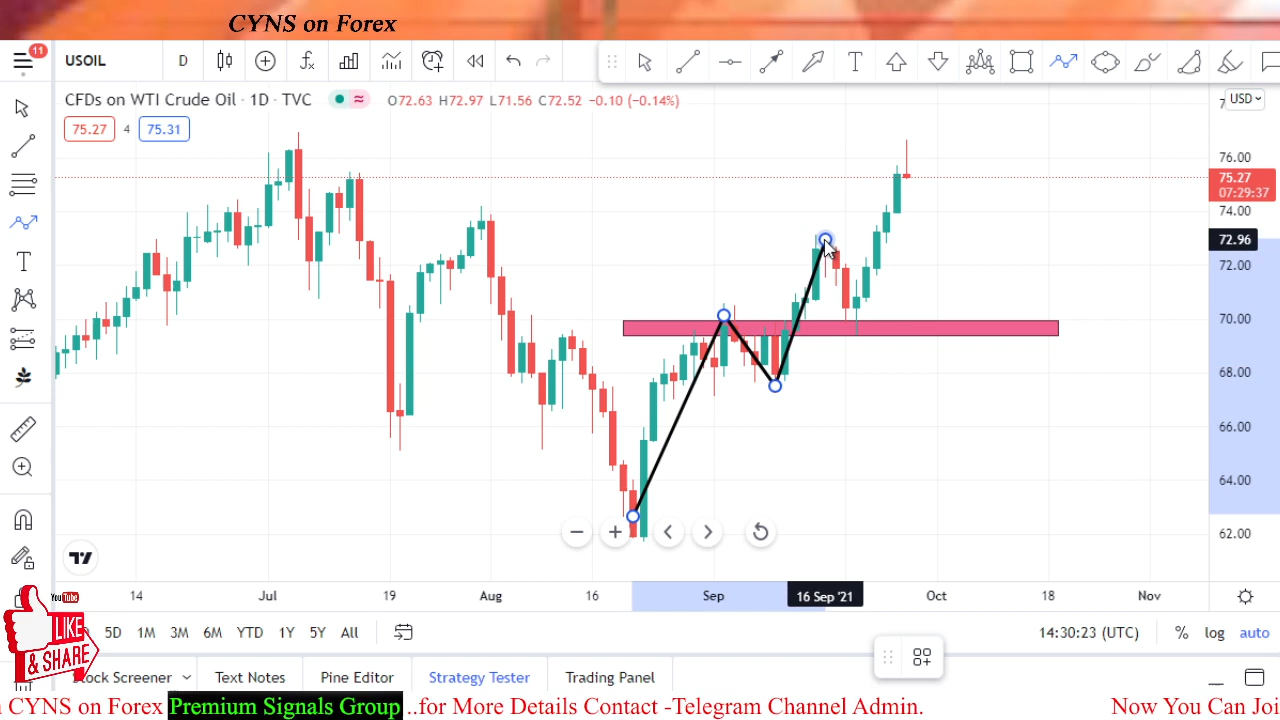 CYNS on Forex
11
USOIL
D
CFDs on WTI Crude Oil · 1D · TVC
O72.63 H72.97 L71.56 C72.52 −0.10 (−0.14%)
75.27 4 75.31
USD
76.00
75.27
07:29:37
74.00
72.96
72.00
70.00
68.00
66.00
64.00
62.00
14 Jul 19 Aug 16 Sep 16 Sep '21 Oct 18 Nov
YouTube
LIKE
& SHARE
5D 1M 3M 6M YTD 1Y 5Y All
14:30:23 (UTC) % log auto
Stock Screener Text Notes Pine Editor Strategy Tester Trading Panel
CYNS on Forex Premium Signals Group ..for More Details Contact -Telegram Channel Admin. Now You Can Joi